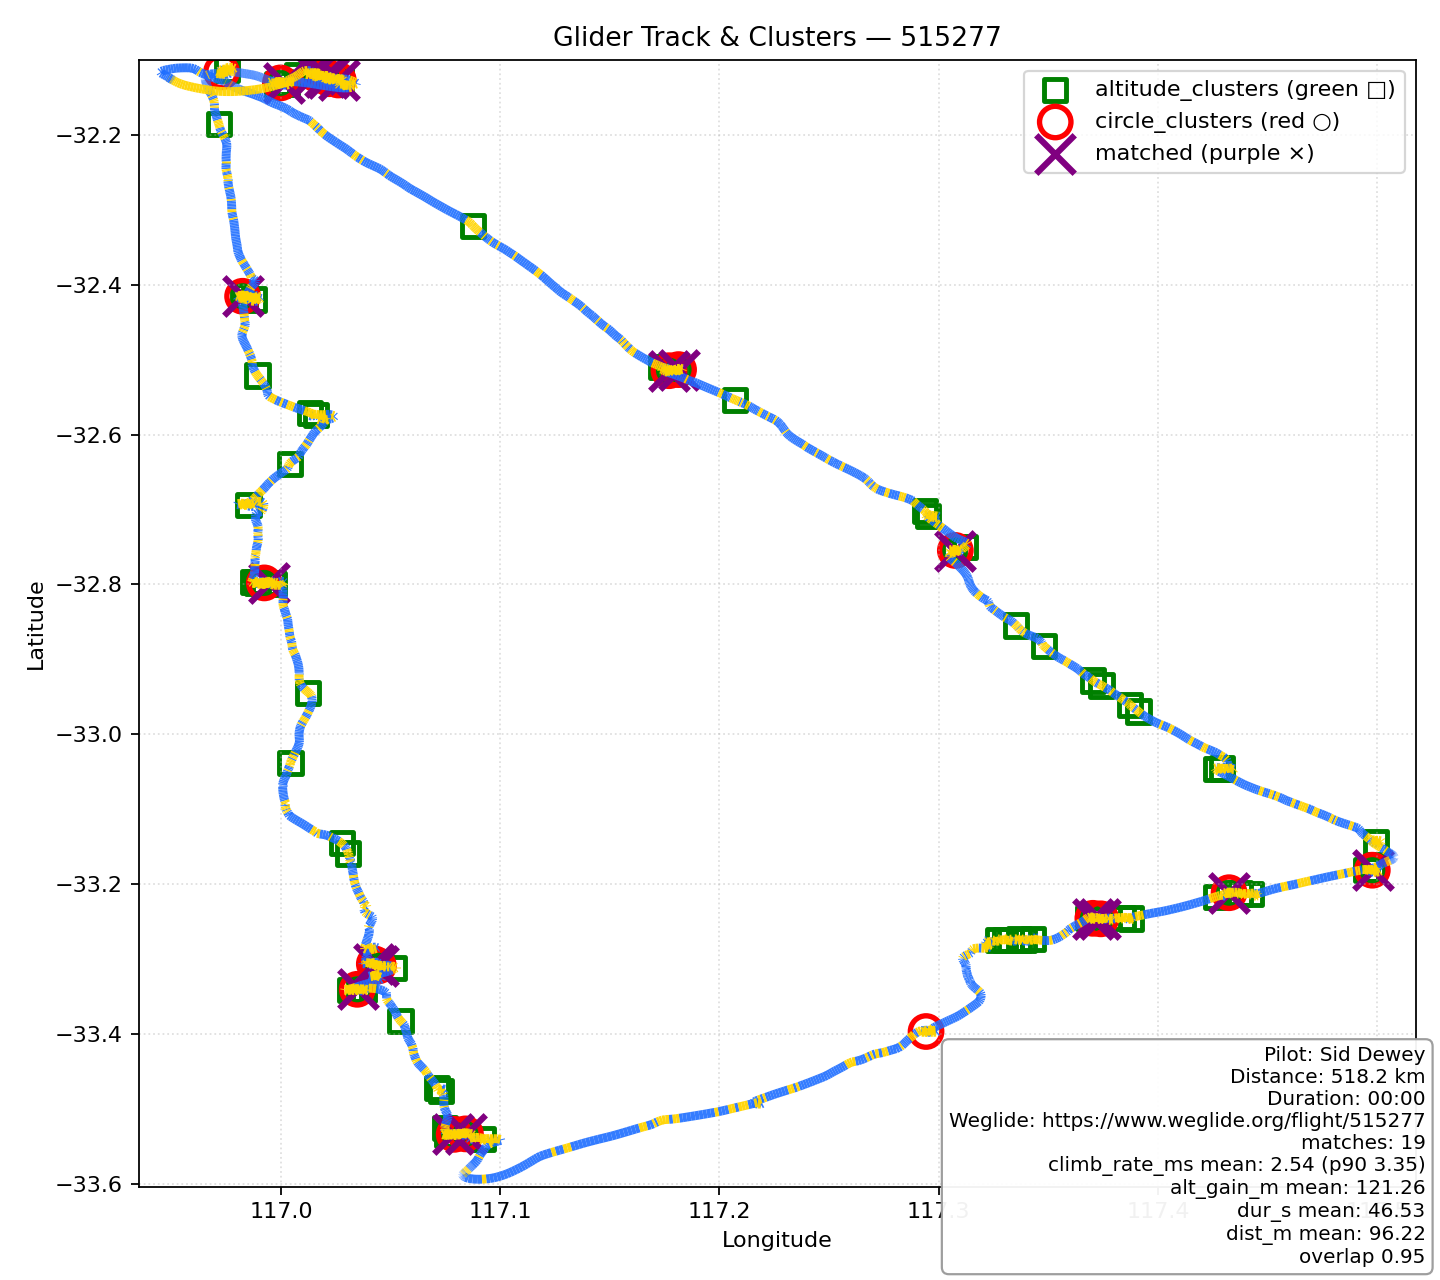 Glider Track & Clusters — 515277
altitude_clusters (green □)
circle_clusters (red ○)
matched (purple ×)
−32.2
−32.4
−32.6
−32.8
−33.0
−33.2
−33.4
−33.6
Latitude
117.0
117.1
117.2
117.3
117.4
Longitude
Pilot: Sid Dewey
Distance: 518.2 km
Duration: 00:00
Weglide: https://www.weglide.org/flight/515277
matches: 19
climb_rate_ms mean: 2.54 (p90 3.35)
alt_gain_m mean: 121.26
dur_s mean: 46.53
dist_m mean: 96.22
overlap 0.95